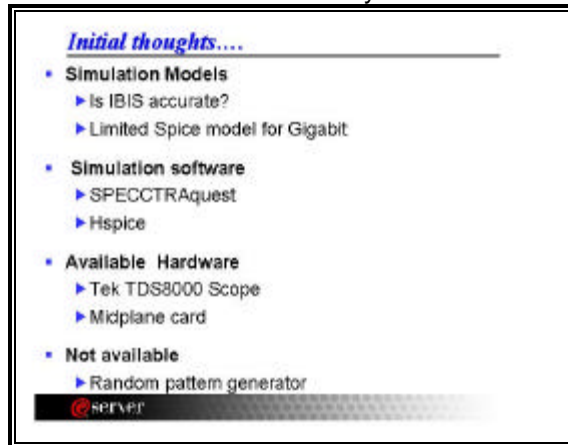 Initial thoughts....
Simulation Models
Is IBIS accurate?
Limited Spice model for Gigabit
Simulation software
SPECCTRAquest
Hspice
Available Hardware
Tek TDS8000 Scope
Midplane card
Not available
Random pattern generator
@server